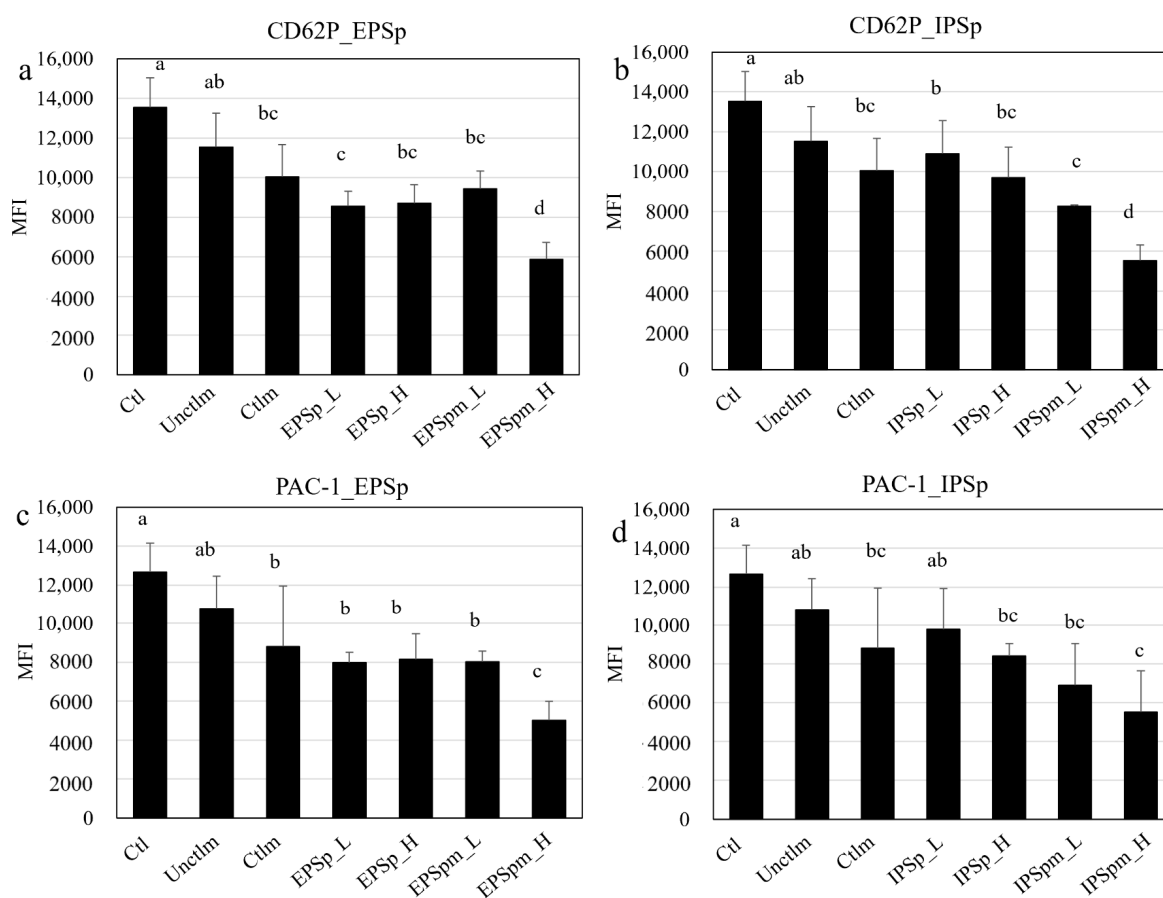 CD62P_EPSp
a
16,000
14,000
12,000
10,000
8000
6000
4000
2000
0
MFI
a
ab
bc
c
bc
bc
d
Ctl
Unctlm
Ctlm
EPSp_L
EPSp_H
EPSpm_L
EPSpm_H
CD62P_IPSp
b
16,000
14,000
12,000
10,000
8000
6000
4000
2,000
0
MFI
a
ab
bc
b
bc
c
d
Ctl
Unctlm
Ctlm
IPSp_L
IPSp_H
IPSpm_L
IPSpm_H
PAC-1_EPSp
c
16,000
14,000
12,000
10,000
8000
6000
4000
2000
0
MFI
a
ab
b
b
b
b
c
Ctl
Unctlm
Ctlm
EPSp_L
EPSp_H
EPSpm_L
EPSpm_H
PAC-1_IPSp
d
16,000
14,000
12,000
10,000
8000
6000
4000
2000
0
MFI
a
ab
bc
ab
bc
bc
c
Ctl
Unctlm
Ctlm
IPSp_L
IPSp_H
IPSpm_L
IPSpm_H